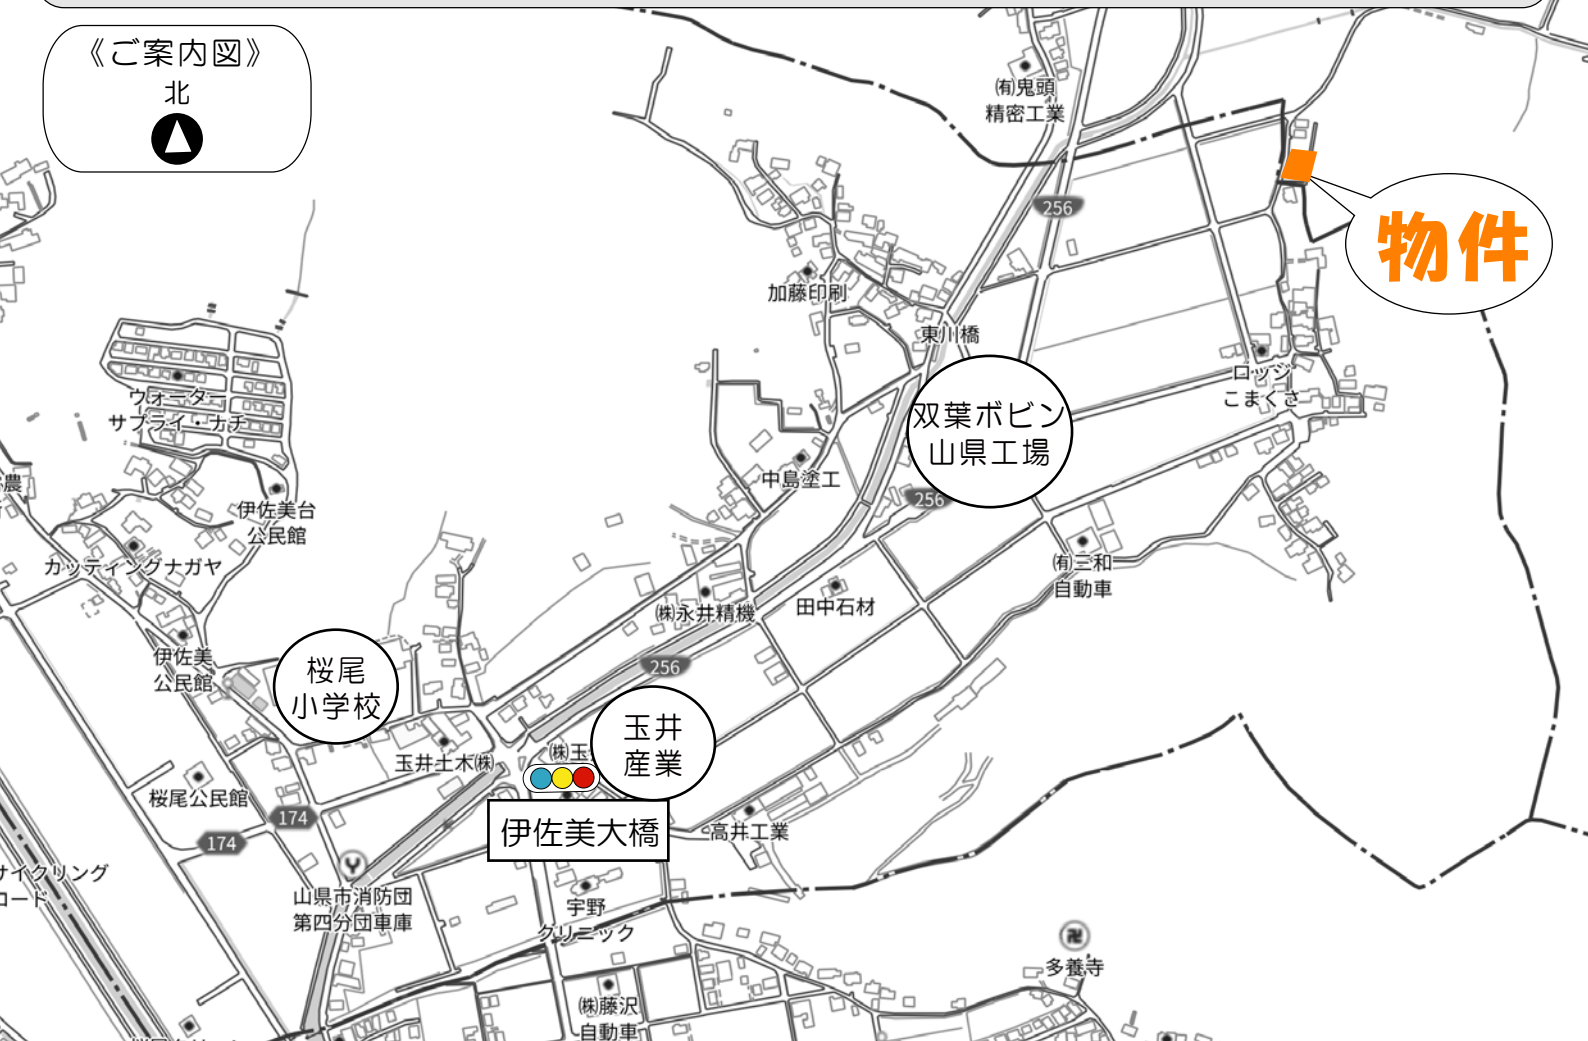 《ご案内図》
北
㈲鬼頭
精密工業
256
物件
加藤印刷
東川橋
ロッジ
こまくさ
ウォーター
サプライ・ナチ
双葉ボビン
山県工場
中島塗工
256
農
伊佐美台
公民館
カッティングナガヤ
㈲三和
自動車
㈱永井精機
田中石材
伊佐美
公民館
桜尾
小学校
256
玉井
産業
玉井土木㈱
㈱玉
桜尾公民館
174
174
伊佐美大橋
高井工業
サイクリング
ロード
山県市消防団
第四分団車庫
宇野
クリニック
卍
多養寺
㈱藤沢
自動車